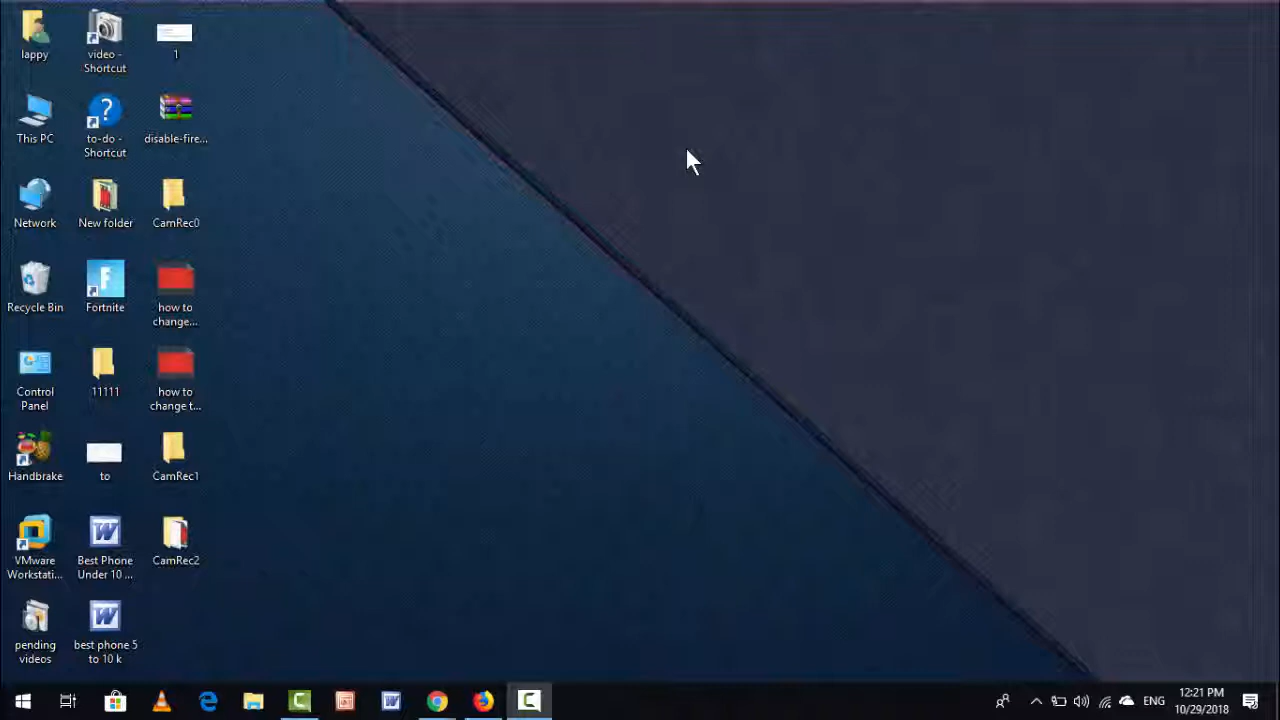 lappy
video -
Shortcut
1
This PC
to-do -
Shortcut
disable-fire...
Network
New folder
CamRec0
Recycle Bin
Fortnite
how to
change...
Control
Panel
11111
how to
change t...
Handbrake
to
CamRec1
VMware
Workstati...
Best Phone
Under 10 ...
CamRec2
pending
videos
best phone 5
to 10 k
ENG
12:21 PM
10/29/2018